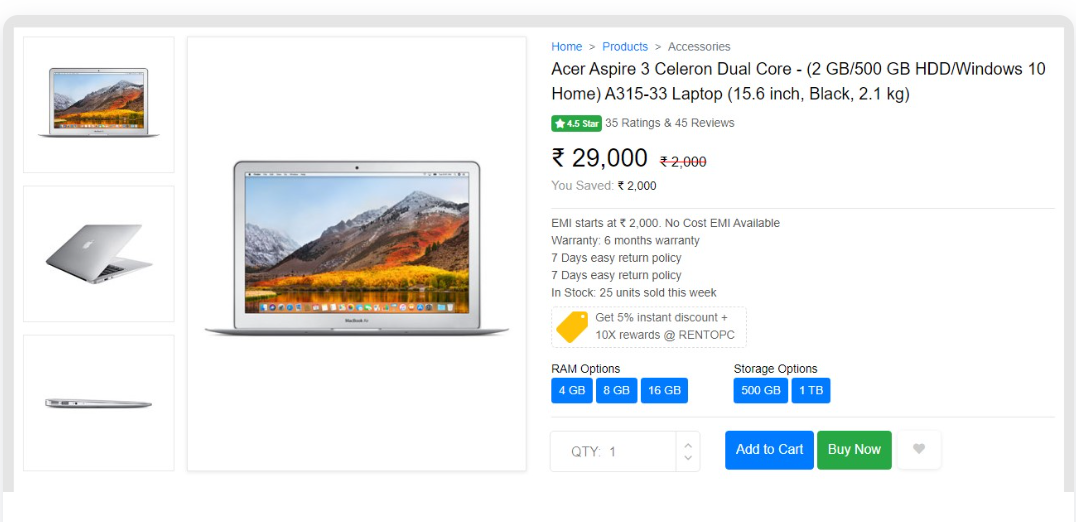 Home > Products > Accessories
Acer Aspire 3 Celeron Dual Core - (2 GB/500 GB HDD/Windows 10
Home) A315-33 Laptop (15.6 inch, Black, 2.1 kg)
4.5 Star 35 Ratings & 45 Reviews
₹ 29,000 ₹ 2,000
You Saved: ₹ 2,000
EMI starts at ₹ 2,000. No Cost EMI Available
Warranty: 6 months warranty
7 Days easy return policy
7 Days easy return policy
In Stock: 25 units sold this week
Get 5% instant discount +
10X rewards @ RENTOPC
RAM Options
4 GB 8 GB 16 GB
Storage Options
500 GB 1 TB
QTY: 1
Add to Cart Buy Now
MacBook Air